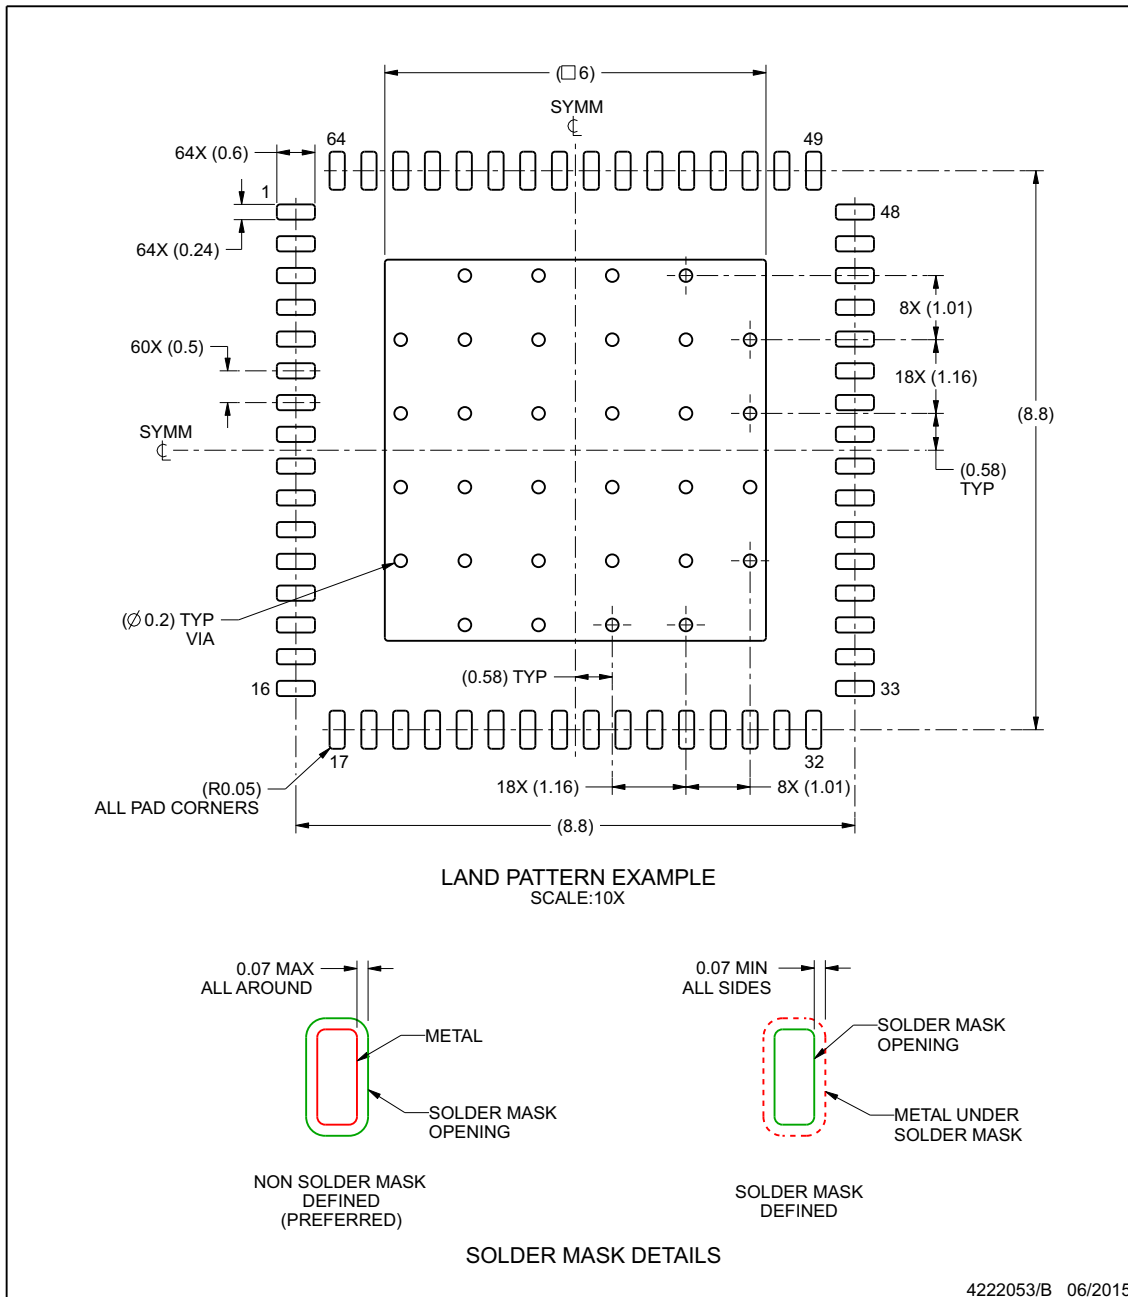 (□6)
SYMM
℄
64
49
64X (0.6)
1
48
64X (0.24)
8X (1.01)
60X (0.5)
18X (1.16)
(8.8)
SYMM
℄
(0.58)
TYP
(∅0.2) TYP
VIA
(0.58) TYP
16
33
17
32
(R0.05)
ALL PAD CORNERS
18X (1.16)
8X (1.01)
(8.8)
LAND PATTERN EXAMPLE
SCALE:10X
0.07 MAX
ALL AROUND
METAL
SOLDER MASK
OPENING
NON SOLDER MASK
DEFINED
(PREFERRED)
0.07 MIN
ALL SIDES
SOLDER MASK
OPENING
METAL UNDER
SOLDER MASK
SOLDER MASK
DEFINED
SOLDER MASK DETAILS
4222053/B 06/2015